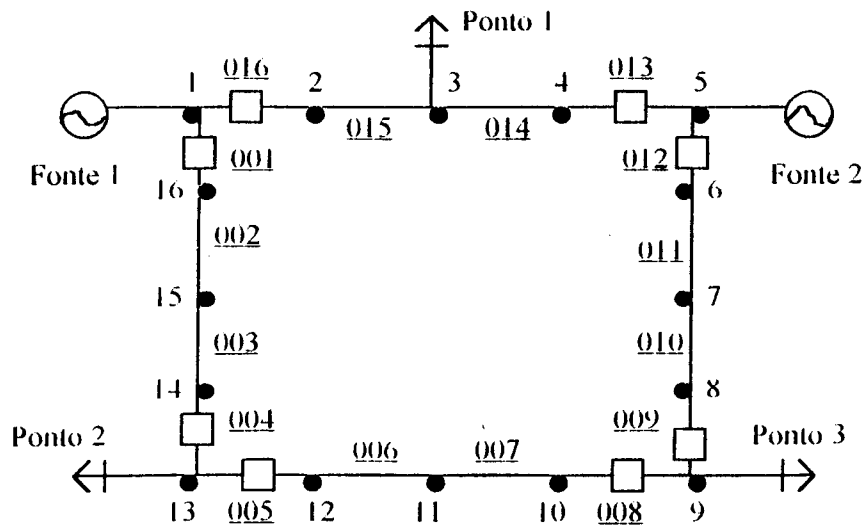 Ponto 1
1 016 2 3 4 013 5
015 014
Fonte 1 001 012 Fonte 2
16 6
002 011
15 7
003 010
14 8
Ponto 2 004 009 Ponto 3
006 007
13 005 12 11 10 008 9